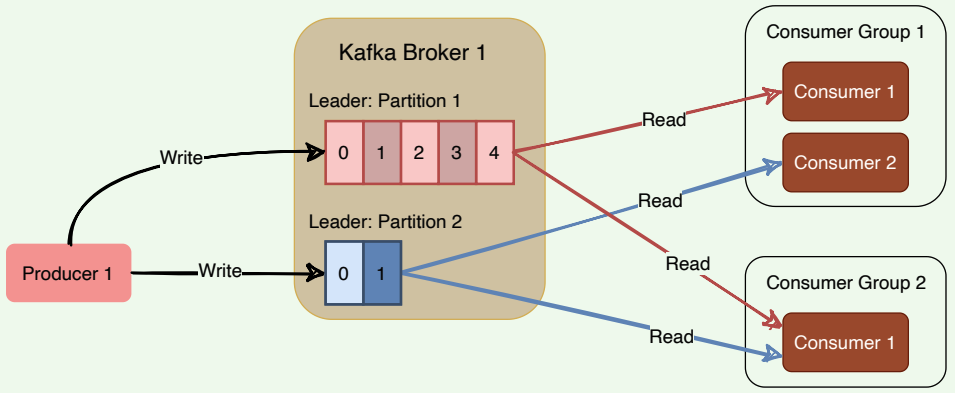 Kafka Broker 1
Leader: Partition 1
0 1 2 3 4
Leader: Partition 2
0 1
Producer 1
Write
Write
Read
Read
Read
Read
Consumer Group 1
Consumer 1
Consumer 2
Consumer Group 2
Consumer 1